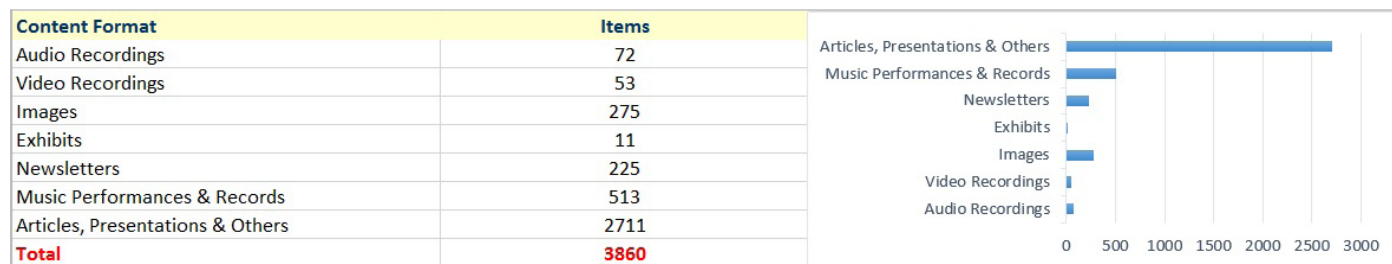 Content Format Items
Audio Recordings 72
Video Recordings 53
Images 275
Exhibits 11
Newsletters 225
Music Performances & Records 513
Articles, Presentations & Others 2711
Total 3860
Articles, Presentations & Others
Music Performances & Records
Newsletters
Exhibits
Images
Video Recordings
Audio Recordings
0 500 1000 1500 2000 2500 3000